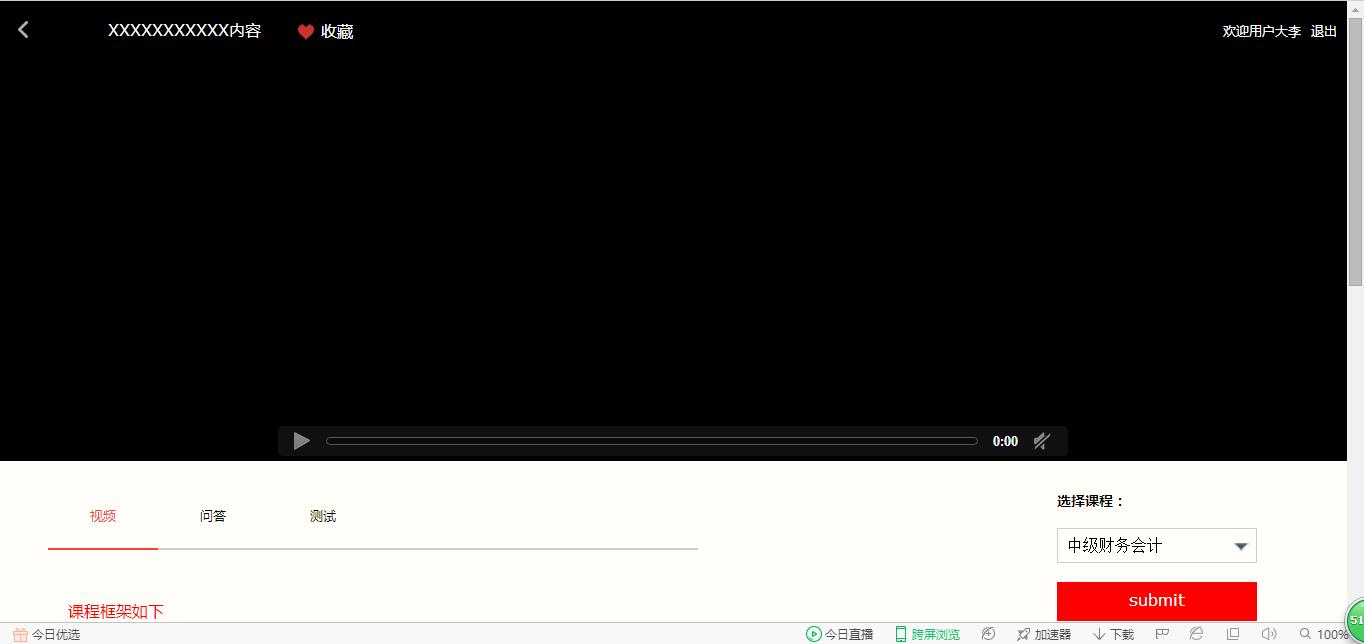 XXXXXXXXXXX内容 收藏 欢迎用户大李 退出
0:00
视频 问答 测试
选择课程：
中级财务会计
submit
课程框架如下
今日优选 今日直播 跨屏浏览 加速器 下载 100%
51